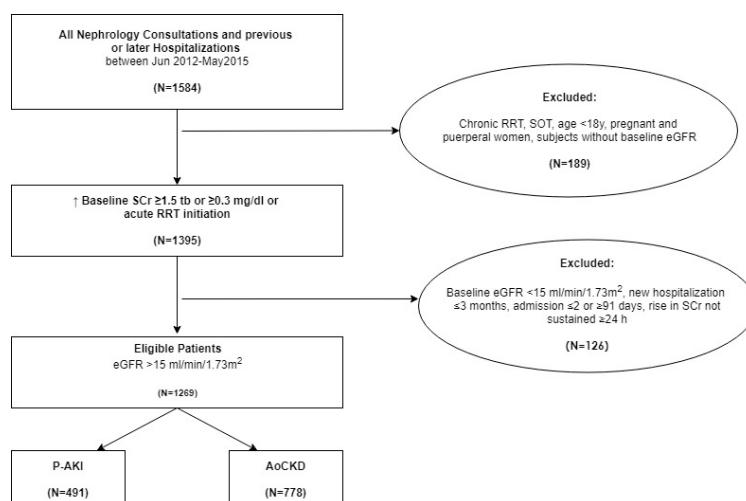 All Nephrology Consultations and previous
or later Hospitalizations
between Jun 2012-May2015
(N=1584)
Excluded:
Chronic RRT, SOT, age <18y, pregnant and
puerperal women, subjects without baseline eGFR
(N=189)
↑ Baseline SCr ≥1.5 tb or ≥0.3 mg/dl or
acute RRT initiation
(N=1395)
Excluded:
Baseline eGFR <15 ml/min/1.73m², new hospitalization
≤3 months, admission ≤2 or ≥91 days, rise in SCr not
sustained ≥24 h
(N=126)
Eligible Patients
eGFR >15 ml/min/1.73m²
(N=1269)
P-AKI
(N=491)
AoCKD
(N=778)